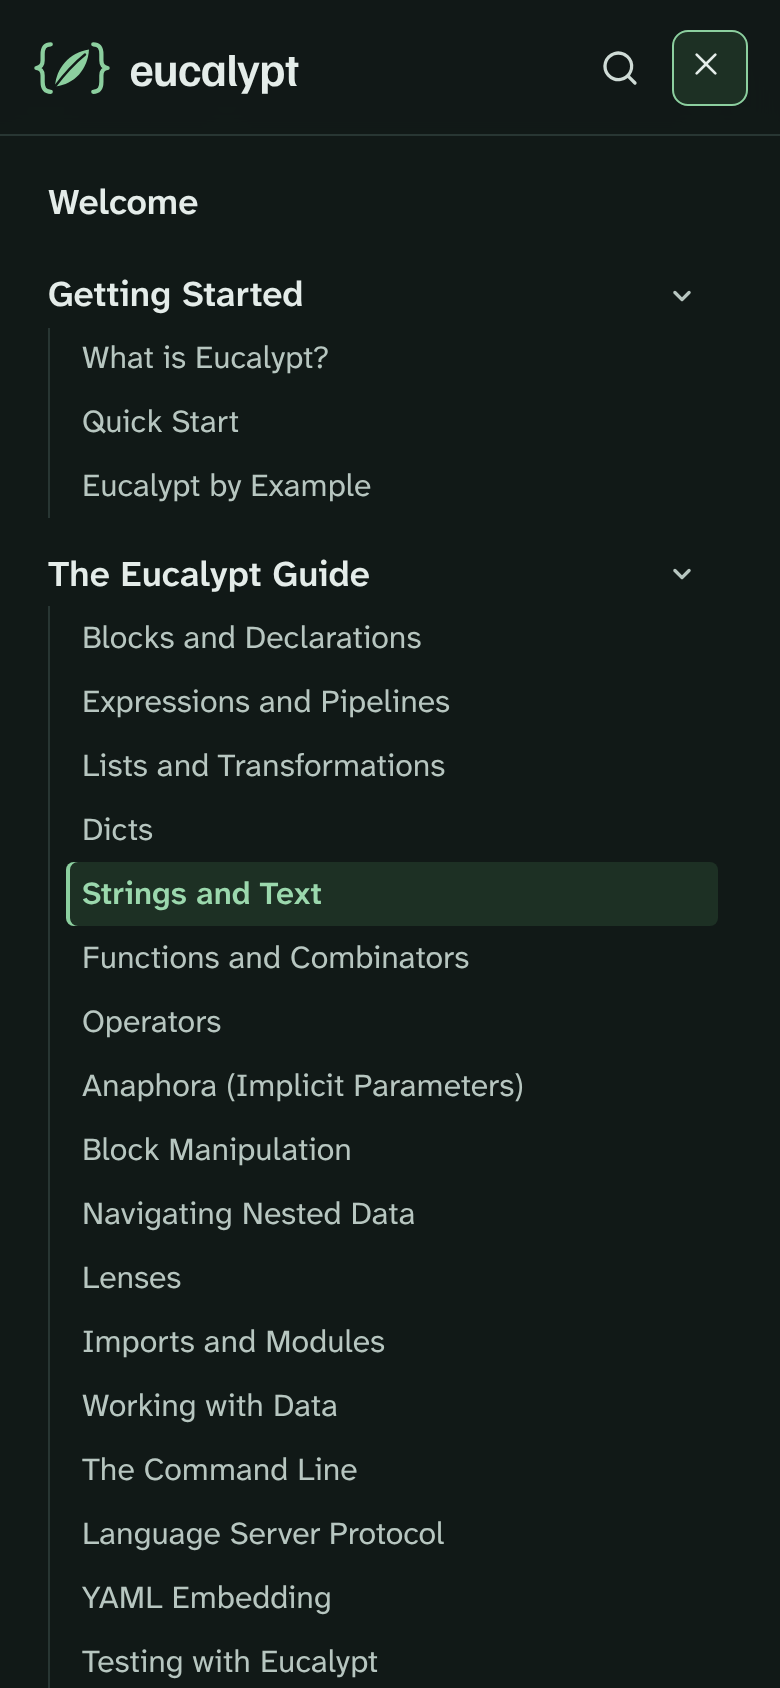 eucalypt
Welcome
Getting Started
What is Eucalypt?
Quick Start
Eucalypt by Example
The Eucalypt Guide
Blocks and Declarations
Expressions and Pipelines
Lists and Transformations
Dicts
Strings and Text
Functions and Combinators
Operators
Anaphora (Implicit Parameters)
Block Manipulation
Navigating Nested Data
Lenses
Imports and Modules
Working with Data
The Command Line
Language Server Protocol
YAML Embedding
Testing with Eucalypt